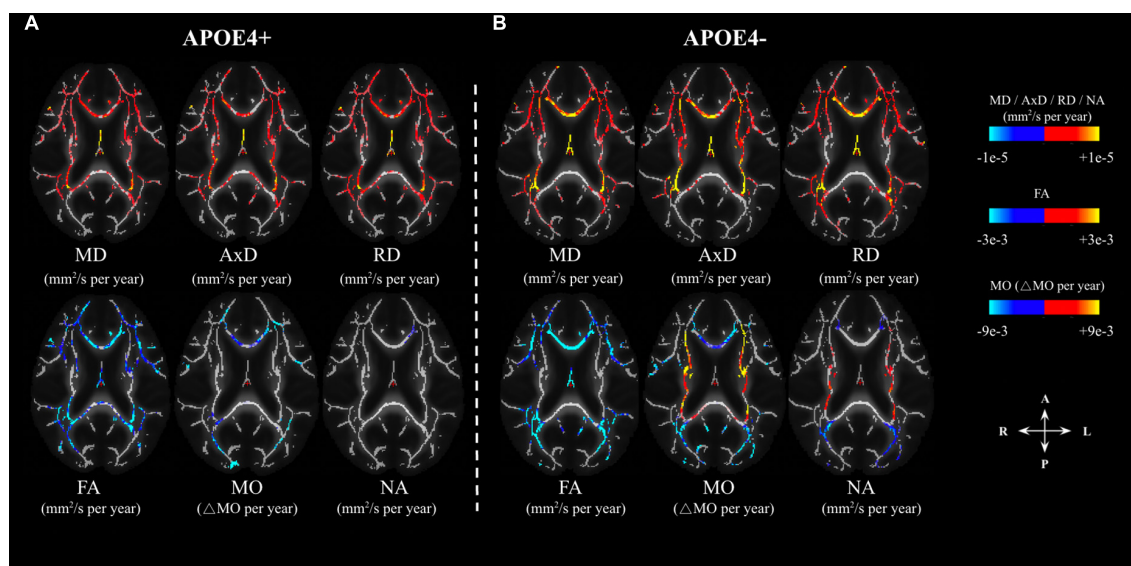 A
B
APOE4+
APOE4-
MD AxD RD
(mm²/s per year) (mm²/s per year) (mm²/s per year)
MD AxD RD
(mm²/s per year) (mm²/s per year) (mm²/s per year)
FA MO NA
(mm²/s per year) (△MO per year) (mm²/s per year)
FA MO NA
(mm²/s per year) (△MO per year) (mm²/s per year)
MD / AxD / RD / NA
(mm²/s per year)
-1e-5 +1e-5
FA
-3e-3 +3e-3
MO (△MO per year)
-9e-3 +9e-3
A
R L
P